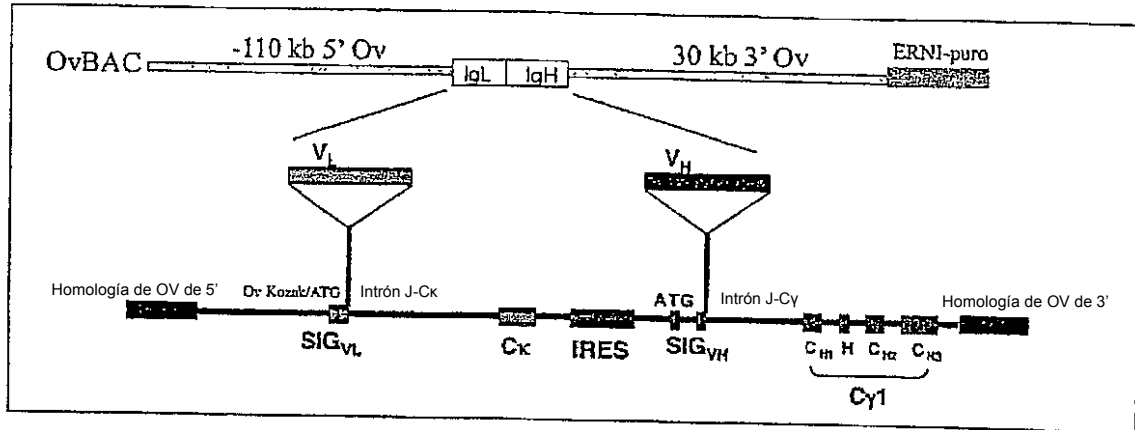 OvBAC
-110 kb 5' Ov
IgL
IgH
30 kb 3' Ov
ERNI-puro
VL
VH
Homología de OV de 5'
Ov Kozak/ATG
Intrón J-Cκ
ATG
Intrón J-Cγ
Homología de OV de 3'
SIGVL
Cκ
IRES
SIGVH
CH1
H
CH2
CH3
Cγ1